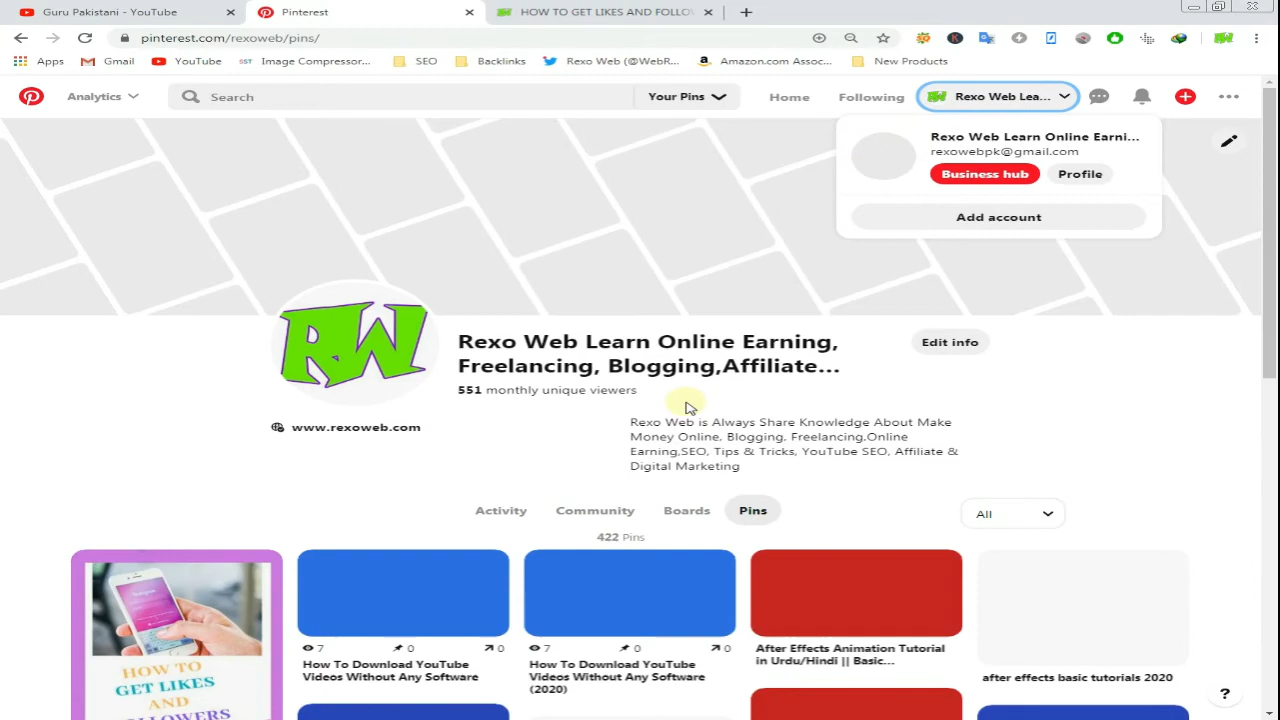 Guru Pakistani - YouTube
Pinterest
HOW TO GET LIKES AND FOLLO
pinterest.com/rexoweb/pins/
Apps
Gmail
YouTube
SST
Image Compressor...
SEO
Backlinks
Rexo Web (@WebR...
Amazon.com Assoc...
New Products
Analytics
Search
Your Pins
Home
Following
Rexo Web Lea...
Rexo Web Learn Online Earni...
rexowebpk@gmail.com
Business hub
Profile
Add account
RW
Rexo Web Learn Online Earning,
Freelancing, Blogging,Affiliate...
Edit info
551 monthly unique viewers
www.rexoweb.com
Rexo Web is Always Share Knowledge About Make
Money Online, Blogging, Freelancing,Online
Earning,SEO, Tips & Tricks, YouTube SEO, Affiliate &
Digital Marketing
Activity
Community
Boards
Pins
All
422 Pins
HOW TO
GET LIKES
AND
FOLLOWERS
7
0
0
How To Download YouTube
Videos Without Any Software
7
0
0
How To Download YouTube
Videos Without Any Software
(2020)
After Effects Animation Tutorial
in Urdu/Hindi || Basic...
after effects basic tutorials 2020
?